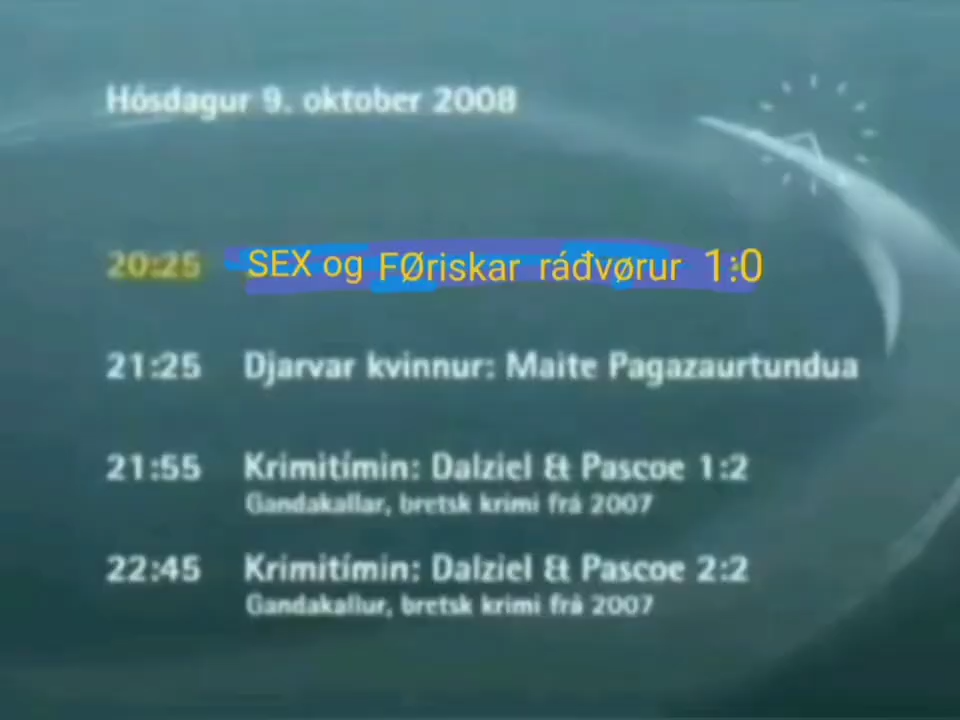 Hósdagur 9. oktober 2008
20:25 SEX og FØriskar ráđvørur 1:0
21:25 Djarvar kvinnur: Maite Pagazaurtundua
21:55 Krimitímin: Dalziel & Pascoe 1:2
Gandakallar, bretsk krimi frá 2007
22:45 Krimitímin: Dalziel & Pascoe 2:2
Gandakallur, bretsk krimi frá 2007